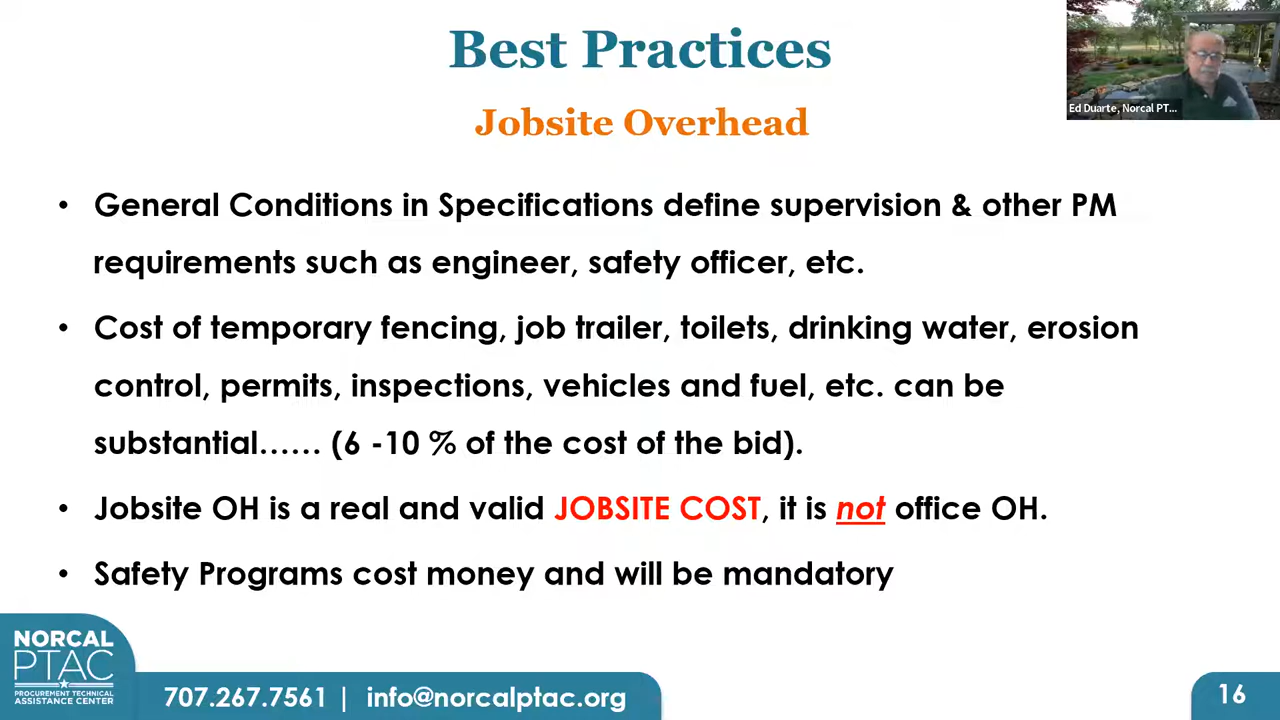 Best Practices
Ed Duarte, Norcal PT...
Jobsite Overhead
• General Conditions in Specifications define supervision & other PM
requirements such as engineer, safety officer, etc.
• Cost of temporary fencing, job trailer, toilets, drinking water, erosion
control, permits, inspections, vehicles and fuel, etc. can be
substantial…… (6 -10 % of the cost of the bid).
• Jobsite OH is a real and valid JOBSITE COST, it is not office OH.
• Safety Programs cost money and will be mandatory
NORCAL
PTAC
PROCUREMENT TECHNICAL
ASSISTANCE CENTER
707.267.7561 | info@norcalptac.org
16